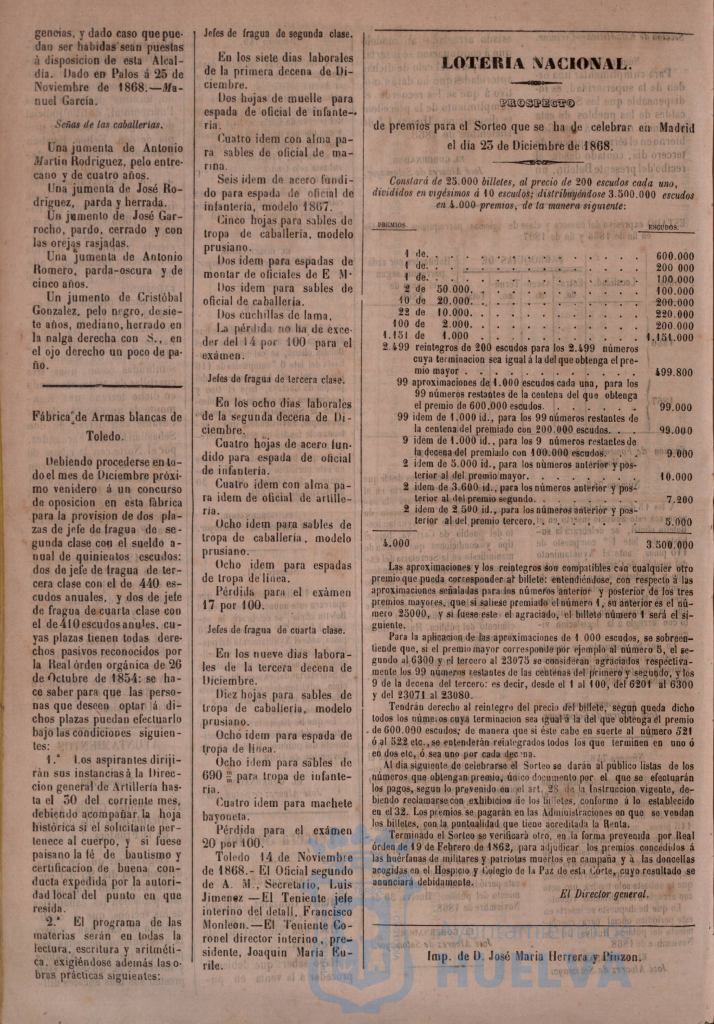 gencias, y dado caso que pue-
dan ser habidas sean puestas
á disposicion de esta Alcal-
día. Dado en Palos á 25 de
Noviembre de 1868.—Ma-
nuel García.
Señas de las caballerías.
Una jumenta de Antonio
Martin Rodriguez, pelo entre-
cano y de cuatro años.
Una jumenta de José Ro-
driguez, parda y herrada.
Un jumento de José Gar-
rocho, pardo, cerrado y con
las orejas rasjadas.
Una jumenta de Antonio
Romero, parda-oscura y de
cinco años.
Un jumento de Cristóbal
Gonzalez, pelo negro, de sie-
te años, mediano, herrado en
la nalga derecha con S., en
el ojo derecho un poco de pa-
ño.
Fábrica de Armas blancas de
Toledo.
Debiendo procederse en to-
do el mes de Diciembre próxi-
mo venidero á un concurso
de oposicion en esta fábrica
para la provision de dos pla-
zas de jefe de fragua de se-
gunda clase con el sueldo a-
nual de quinientos escudos:
dos de jefe de fragua de ter-
cera clase con el de 440 es-
cudos anuales, y dos de jefe
de fragua de cuarta clase con
el de 410 escudos anules, cu-
yas plazas tienen todas dere-
chos pasivos reconocidos por
la Real órden orgánica de 26
de Octubre de 1854: se ha-
ce saber para que las perso-
nas que deseen optar á di-
chos plazas puedan efectuarlo
bajo las condiciones siguien-
tes:
1.ª Los aspirantes diriji-
rán sus instancias á la Direc-
cion general de Artillería has-
ta el 30 del corriente mes,
debiendo acompañar la hoja
histórica si el solicitante per-
tenece al cuerpo, y si fuese
paisano la fé de bautismo y
certificacion de buena con-
ducta expedida por la autori-
dad local del punto en que
resida.
2.ª El programa de las
materias serán en todas la
lectura, escritura y aritméti-
ca, exigiéndose además las o-
bras prácticas siguientes:
Jefes de fragua de segunda clase.
En los siete dias laborales
de la primera decena de Di-
ciembre.
Dos hojas de muelle para
espada de oficial de infante-
ría.
Cuatro idem con alma pa-
ra sables de oficial de ma-
rina.
Seis idem de acero fundi-
do para espada de oficial de
infantería, modelo 1867.
Cinco hojas para sables de
tropa de caballería, modelo
prusiano.
Dos idem para espadas de
montar de oficiales de E M·
Dos idem para sables de
oficial de caballería.
Dos cuchillas de lama.
La pérdida no ha de exce-
der del 14 por 100 para el
exámen.
Jefes de fragua de tercera clase.
En los ocho dias laborales
de la segunda decena de Di-
ciembre.
Cuatro hojas de acero fun-
dido para espada de oficial
de infantería.
Cuatro idem con alma pa-
ra idem de oficial de artille-
ría.
Ocho idem para sables de
tropa de caballería, modelo
prusiano.
Ocho idem para espadas
de tropa de línea.
Pérdida para el exámen
17 por 100.
Jefes de fragua de cuarta clase.
En los nueve dias labora-
les de la tercera decena de
Diciembre.
Diez hojas para sables de
tropa de caballería, modelo
prusiano.
Ocho idem para espada de
tropa de línea.
Ocho idem para sables de
690 m/m para tropa de infante-
ría.
Cuatro idem para machete
bayoneta.
Pérdida para el exámen
20 por 100.
Toledo 14 de Noviembre
de 1868.- El Oficial segundo
de A. M., Secretario, Luis
Jimenez —El Teniente jefe
interino del detall, Francisco
Monleon.—El Teniente Co-
ronel director interino, pre-
sidente, Joaquin María Eu-
rile.
LOTERIA NACIONAL.
PROSPECTO
de premios para el Sorteo que se ha de celebrar en Madrid
el dia 23 de Diciembre de 1868.
Constará de 25.000 billetes, al precio de 200 escudos cada uno,
divididos en vigésimos á 10 escudos; distribuyéndose 3.500.000 escudos
en 4.000 premios, de la manera siguiente:
PREMIOS. ESCUDOS.
1 de. . . . . . . . . . . . 600.000
1 de. . . . . . . . . . . . 200 000
1 de. . . . . . . . . . . . 100.000
2 de 50.000. . . . . . . . . 100.000
10 de 20.000. . . . . . . . . 200.000
22 de 10.000. . . . . . . . . 220.000
100 de 2.000. . . . . . . . . 200.000
1.151 de 1.000 . . . . . . . . . 1.151.000
2.499 reintegros de 200 escudos para los 2.499 números
cuya terminacion sea igual á la del que obtenga el pre-
mio mayor . . . . . . . . . . 499.800
99 aproximaciones de 1.000 escudos cada una, para los
99 números restantes de la centena del que obtenga
el premio de 600,000 escudos. . . . . . . 99.000
99 idem de 1.000 id., para los 99 números restantes de
la centena del premiado con 200.000 escudos. . . 99.000
9 idem de 1.000 id., para los 9 números restantes de
la decena del premiado con 100.000 escudos. . . 9.000
2 idem de 5.000 id., para los números anterior y pos-
terior al del premio mayor. . . . . . . 10.000
2 idem de 3.600 id., para los números anterior y pos-
terior al del premio segundo. . . . . . . 7.200
2 idem de 2 500 id., para los números anterior y pos-
terior al del premio tercero. . . . . . . 5.000
4.000 3.500.000
Las aproximaciones y los reintegros son compatibles con cualquier otro
premio que pueda corresponder al billete: entendiéndose, con respecto á las
aproximaciones señaladas para los números anterior y posterior de los tres
premios mayores, que si saliese premiado el número 1, su anterior es el nú-
mero 25000, y si fuese este el agraciado, el billete número 1 será el si-
guiente.
Para la aplicacion de las aproximaciones de 1 000 escudos, se sobreen-
tiende que, si el premio mayor corresponde por ejemplo al número 5, el se-
gundo al 6300 y el tercero al 23075 se consideran agraciados respectiva-
mente los 99 números restantes de las centenas del primero y segundo, y los
9 de la decena del tercero: es decir, desde el 1 al 100, del 6201 al 6300
y del 23071 al 23080.
Tendrán derecho al reintegro del precio del billete, segun queda dicho
todos los números cuya terminacion sea igual á la del que obtenga el premio
de 600.000 escudos; de manera que si éste cabe en suerte al número 521
ó al 522 etc., se entenderán reintegrados todos los que terminen en uno ó
en dos etc, ó sea uno por cada decena.
Al dia siguiente de celebrarse el Sorteo se darán al público listas de los
números que obtengan premio, único documento por el que se efectuarán
los pagos, segun lo prevenido en el art. 28 de la Instruccion vigente, de-
biendo reclamarse con exhibicion de los billetes, conforme á lo establecido
en el 32. Los premios se pagarán en las Administraciones en que se vendan
los billetes, con la puntualidad que tiene acreditada la Renta.
Terminado el Sorteo se verificará otro, en la forma prevenida por Real
órden de 19 de Febrero de 1862, para adjudicar los premios concedidos á
las huérfanas de militares y patriotas muertos en campaña y á las doncellas
acogidas en el Hospicio y Colegio de la Paz de esta Córte, cuyo resultado se
anunciará debidamente.
El Director general.
Imp. de D. José Maria Herrera y Pinzon.
HUELVA